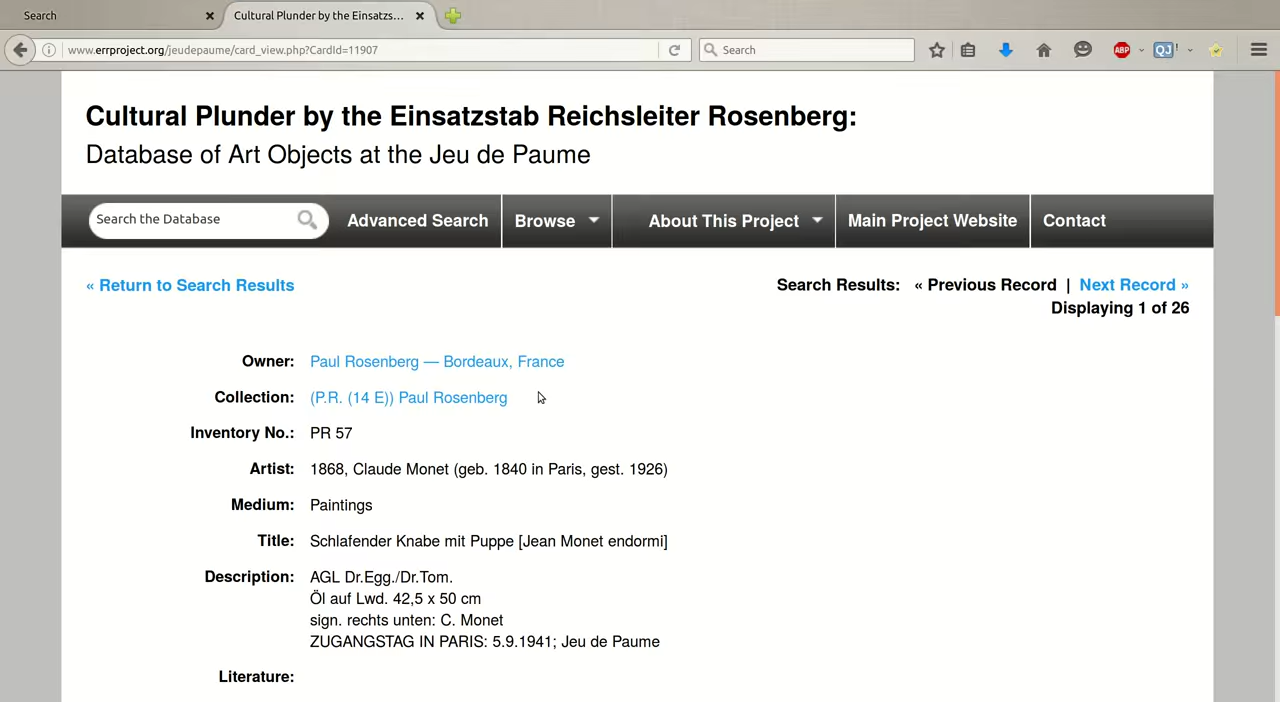 Search
Cultural Plunder by the Einsatzs...
www.errproject.org/jeudepaume/card_view.php?CardId=11907
Search
ABP
QJ !
Cultural Plunder by the Einsatzstab Reichsleiter Rosenberg:
Database of Art Objects at the Jeu de Paume
Search the Database
Advanced Search
Browse
About This Project
Main Project Website
Contact
« Return to Search Results
Search Results: « Previous Record | Next Record »
Displaying 1 of 26
Owner: Paul Rosenberg — Bordeaux, France
Collection: (P.R. (14 E)) Paul Rosenberg
Inventory No.: PR 57
Artist: 1868, Claude Monet (geb. 1840 in Paris, gest. 1926)
Medium: Paintings
Title: Schlafender Knabe mit Puppe [Jean Monet endormi]
Description: AGL Dr.Egg./Dr.Tom.
Öl auf Lwd. 42,5 x 50 cm
sign. rechts unten: C. Monet
ZUGANGSTAG IN PARIS: 5.9.1941; Jeu de Paume
Literature: